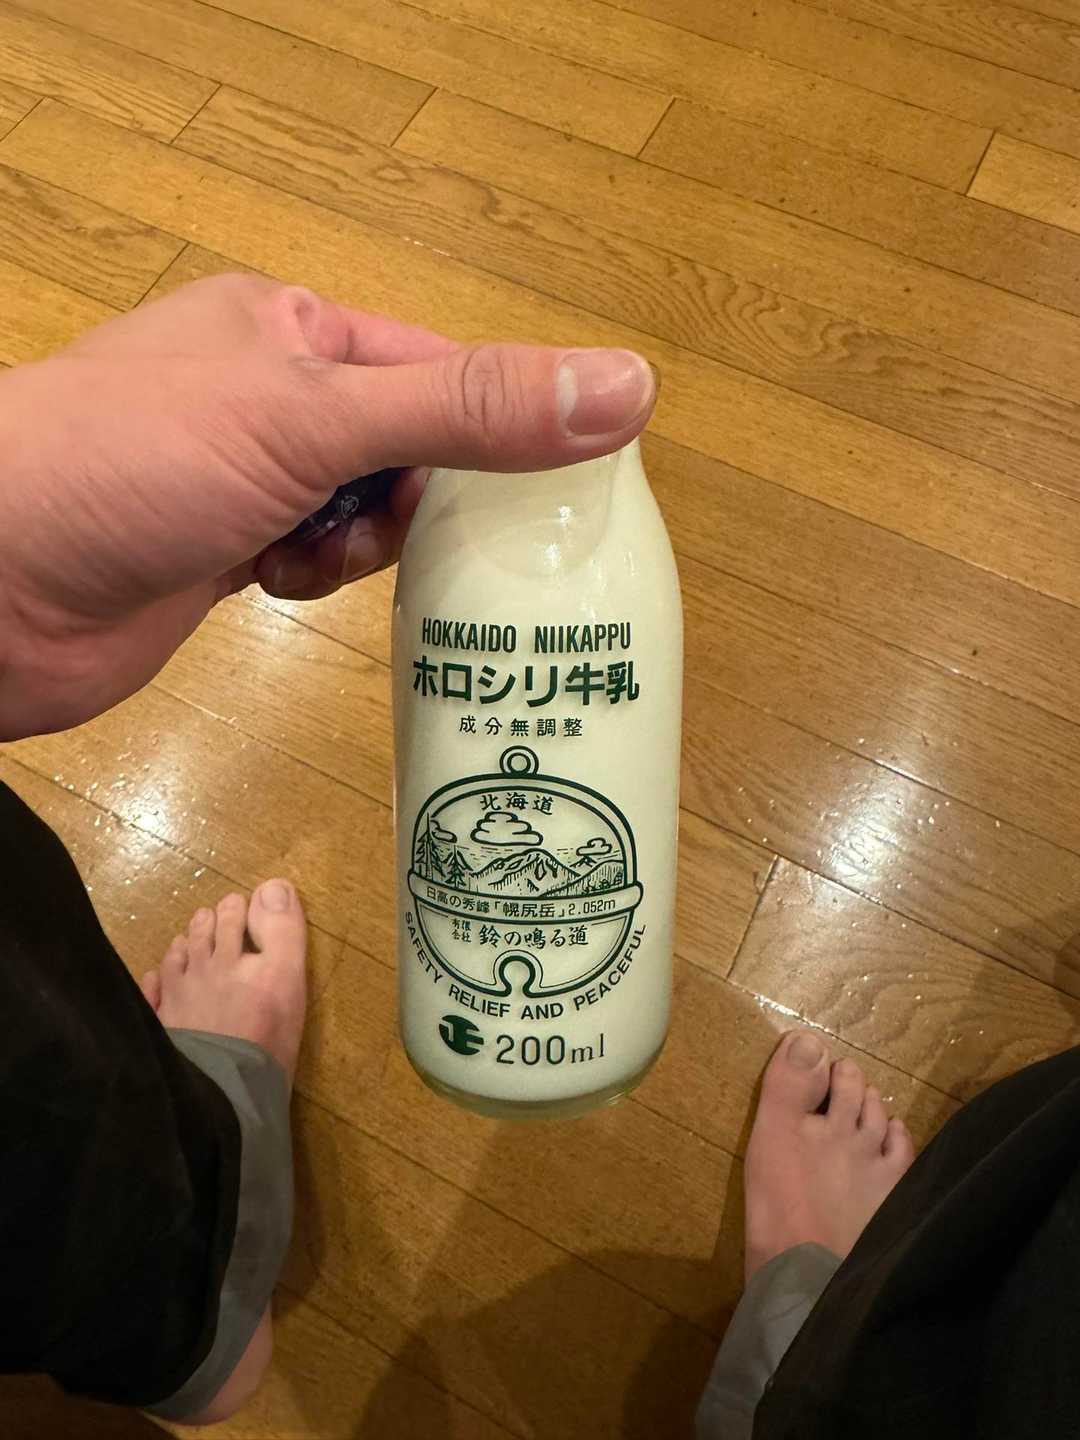 HOKKAIDO NIIKAPPU
ホロシリ牛乳
成分無調整
北海道
日高の秀峰「幌尻岳」2.052m
有限会社 鈴の鳴る道
SAFETY RELIEF AND PEACEFUL
200ml